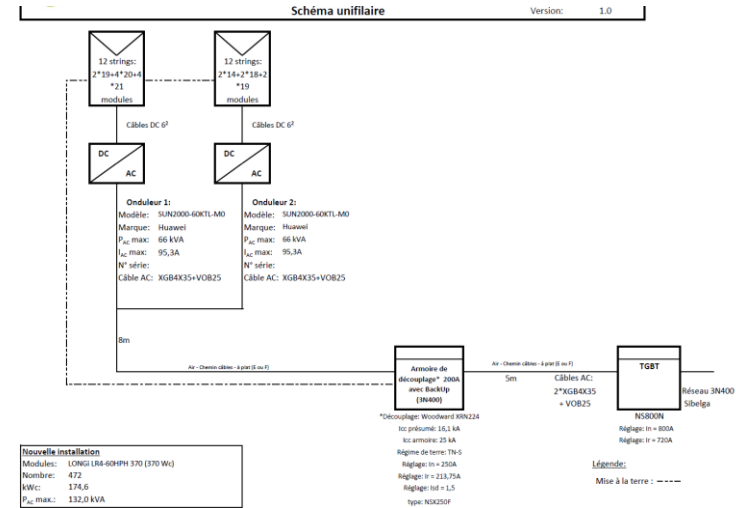 Schéma unifilaire
Version: 1.0
12 strings:
2*19+4*20+4
*21
modules
12 strings:
2*14+2*18+2
*19
modules
Câbles DC 6²
Câbles DC 6²
DC
AC
DC
AC
Onduleur 1:
Modèle: SUN2000-60KTL-M0
Marque: Huawei
PAC max: 66 kVA
IAC max: 95,3A
N° série:
Câble AC: XGB4X35+VOB25
Onduleur 2:
Modèle: SUN2000-60KTL-M0
Marque: Huawei
PAC max: 66 kVA
IAC max: 95,3A
N° série:
Câble AC: XGB4X35+VOB25
8m
Air - Chemin câbles - à plat (E ou F)
Armoire de
découplage* 200A
avec BackUp
(3N400)
Air - Chemin câbles - à plat (E ou F)
5m
Câbles AC:
2*XGB4X35
+ VOB25
TGBT
Réseau 3N400
Sibelga
*Découplage: Woodward XRN224
Icc présumé: 16,1 kA
Icc armoire: 25 kA
Régime de terre: TN-S
Réglage: In = 250A
Réglage: Ir = 213,75A
Réglage: Isd = 1,5
type: NSX250F
NS800N
Réglage: In = 800A
Réglage: Ir = 720A
Légende:
Mise à la terre :
Nouvelle installation
Modules: LONGI LR4-60HPH 370 (370 Wc)
Nombre: 472
kWc: 174,6
PAC max.: 132,0 kVA